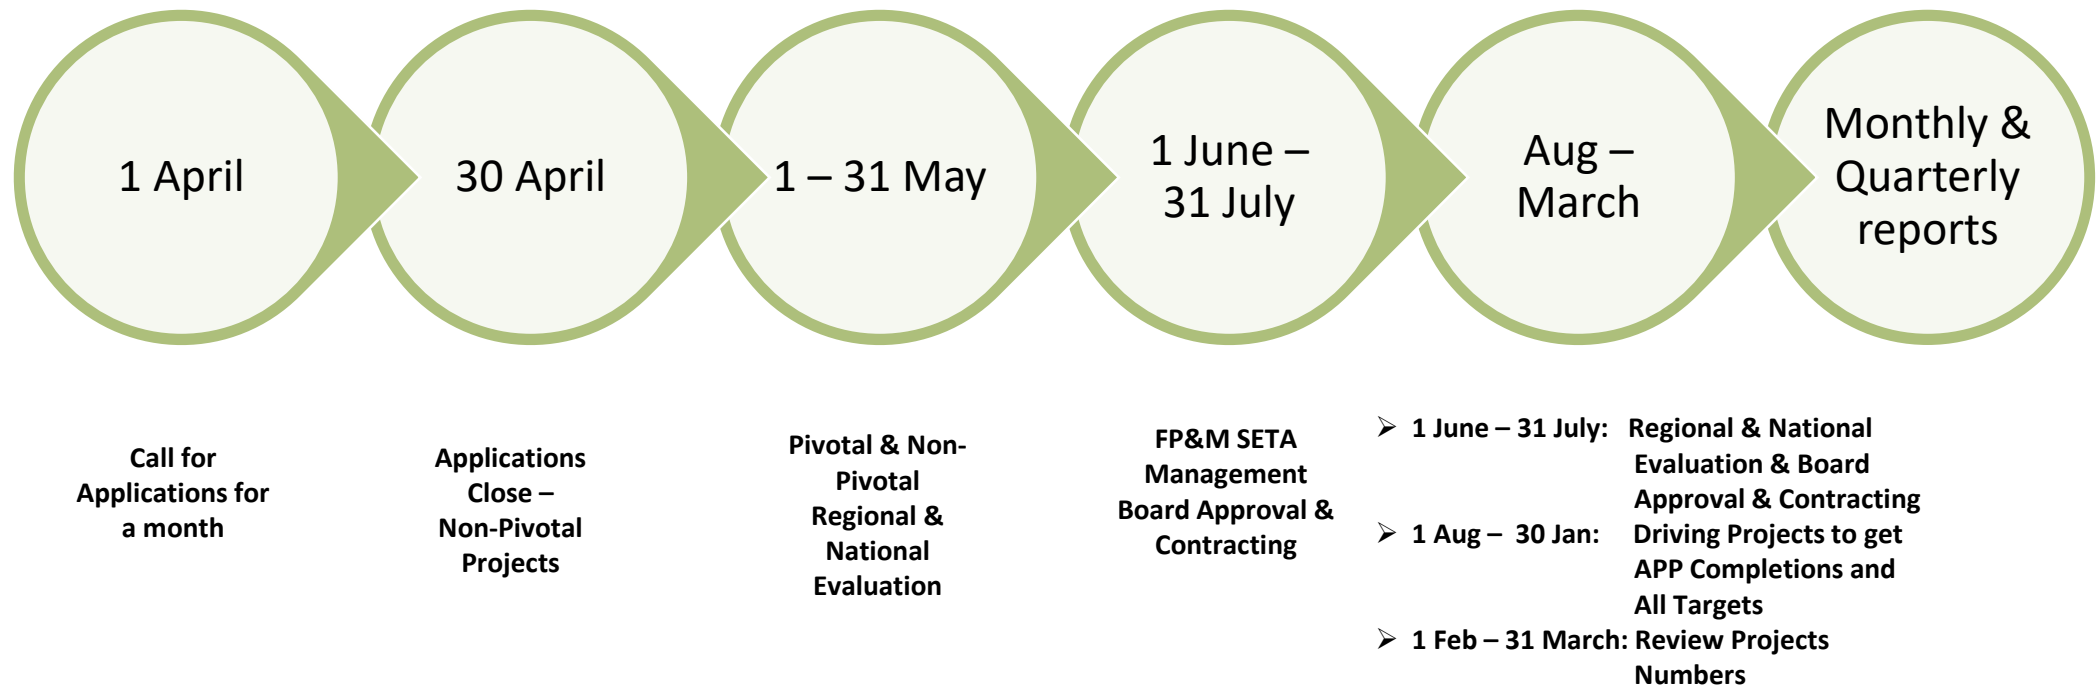 1 April
30 April
1 – 31 May
1 June –
31 July
Aug –
March
Monthly &
Quarterly
reports
Call for
Applications for
a month
Applications
Close –
Non-Pivotal
Projects
Pivotal & Non-
Pivotal
Regional &
National
Evaluation
FP&M SETA
Management
Board Approval &
Contracting
➢ 1 June – 31 July: Regional & National
Evaluation & Board
Approval & Contracting
➢ 1 Aug – 30 Jan: Driving Projects to get
APP Completions and
All Targets
➢ 1 Feb – 31 March: Review Projects
Numbers